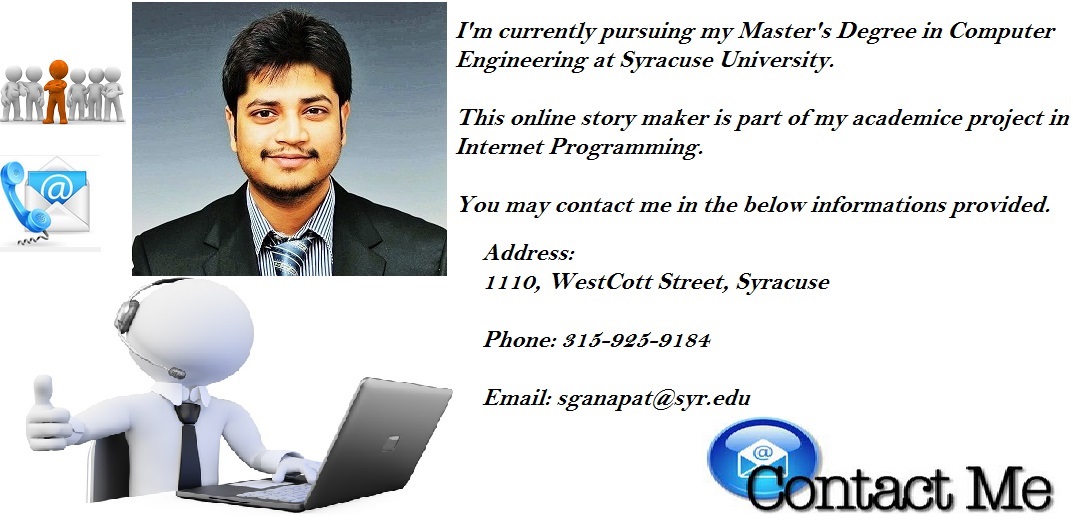 I'm currently pursuing my Master's Degree in Computer
Engineering at Syracuse University.
This online story maker is part of my academice project in
Internet Programming.
You may contact me in the below informations provided.
Address:
1110, WestCott Street, Syracuse
Phone: 315-925-9184
Email: sganapat@syr.edu
@
@
Contact Me